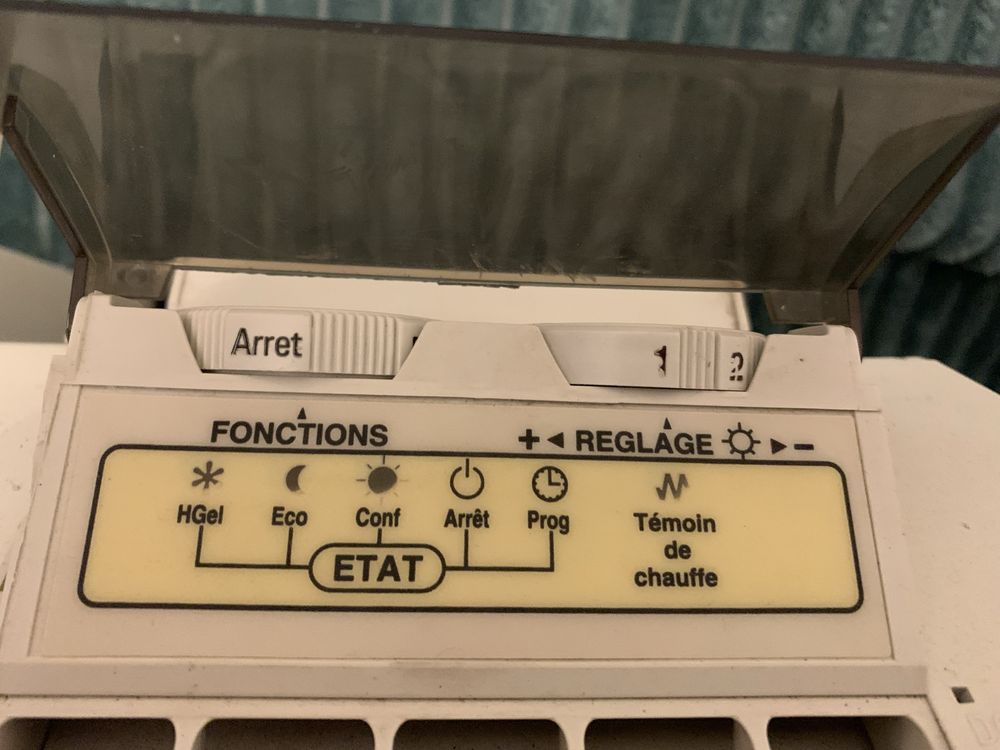 Arret 1 2
FONCTIONS + ◄ REGLAGE ► −
HGel Eco Conf Arrêt Prog Témoin
de
chauffe
ETAT